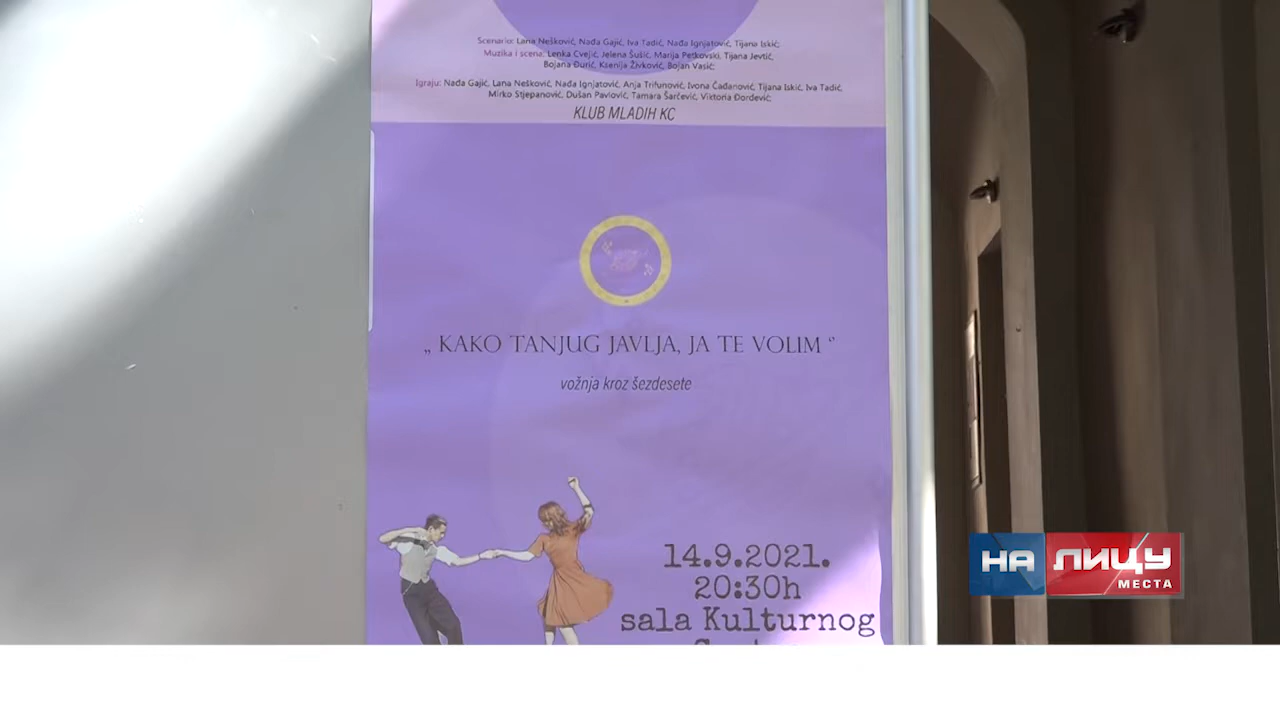 Scenario: Lana Nešković, Nađa Gajić, Iva Tadić, Nađa Ignjatović, Tijana Iskić;
Muzika i scena: Lenka Cvejić, Jelena Šušić, Marija Petkovski, Tijana Jevtić,
Bojana Đurić, Ksenija Živković, Bojan Vasić;
Igraju: Nađa Gajić, Lana Nešković, Nađa Ignjatović, Anja Trifunović, Ivona Čađanović, Tijana Iskić, Iva Tadić,
Mirko Stjepanović, Dušan Pavlović, Tamara Šarčević, Viktoria Đorđević;
KLUB MLADIH KC
„ KAKO TANJUG JAVLJA, JA TE VOLIM “
vožnja kroz šezdesete
14.9.2021.
20:30h
sala Kulturnog
НА ЛИЦУ
МЕСТА